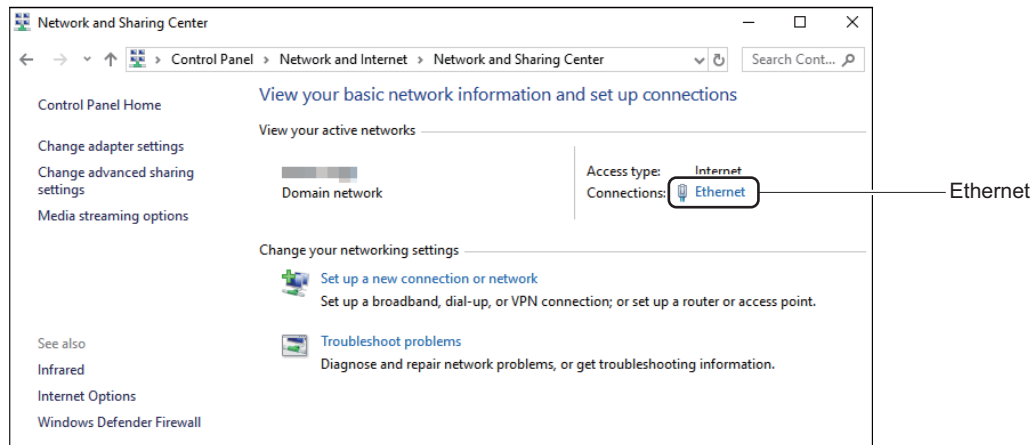 Network and Sharing Center
Control Panel > Network and Internet > Network and Sharing Center
Search Cont...
Control Panel Home
Change adapter settings
Change advanced sharing
settings
Media streaming options
See also
Infrared
Internet Options
Windows Defender Firewall
View your basic network information and set up connections
View your active networks
Domain network
Access type: Internet
Connections: Ethernet
Ethernet
Change your networking settings
Set up a new connection or network
Set up a broadband, dial-up, or VPN connection; or set up a router or access point.
Troubleshoot problems
Diagnose and repair network problems, or get troubleshooting information.